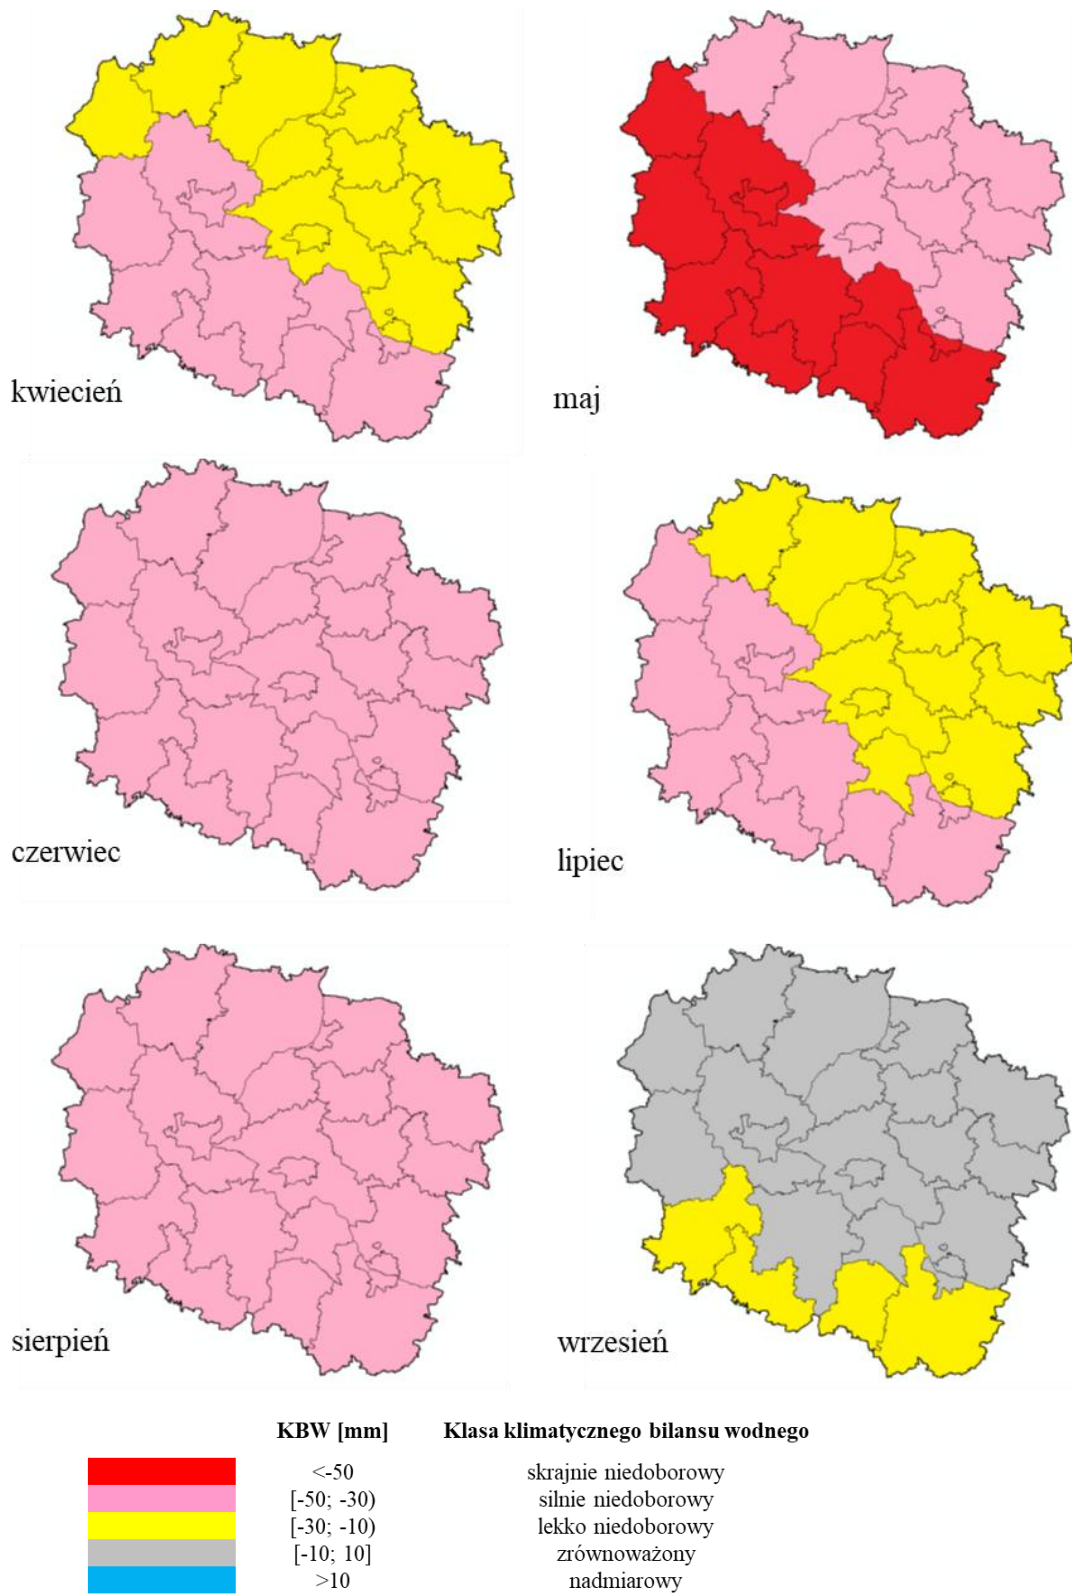 kwiecień
maj
czerwiec
lipiec
sierpień
wrzesień
KBW [mm] Klasa klimatycznego bilansu wodnego
<-50 skrajnie niedoborowy
[-50; -30) silnie niedoborowy
[-30; -10) lekko niedoborowy
[-10; 10] zrównoważony
>10 nadmiarowy